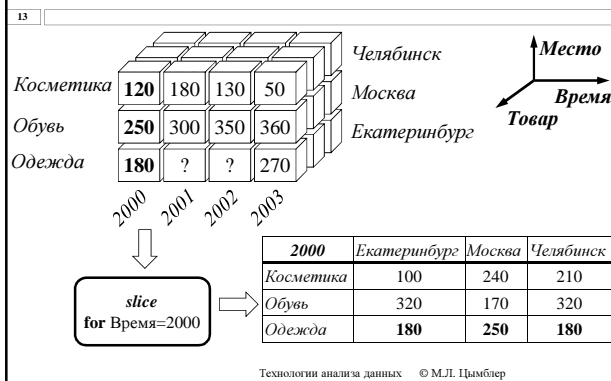 13
Челябинск
Москва
Екатеринбург
Место
Время
Товар
Косметика 120 180 130 50
Обувь 250 300 350 360
Одежда 180 ? ? 270
2000 2001 2002 2003
slice
for Время=2000
2000 Екатеринбург Москва Челябинск
Косметика 100 240 210
Обувь 320 170 320
Одежда 180 250 180
Технологии анализа данных © М.Л. Цымблер